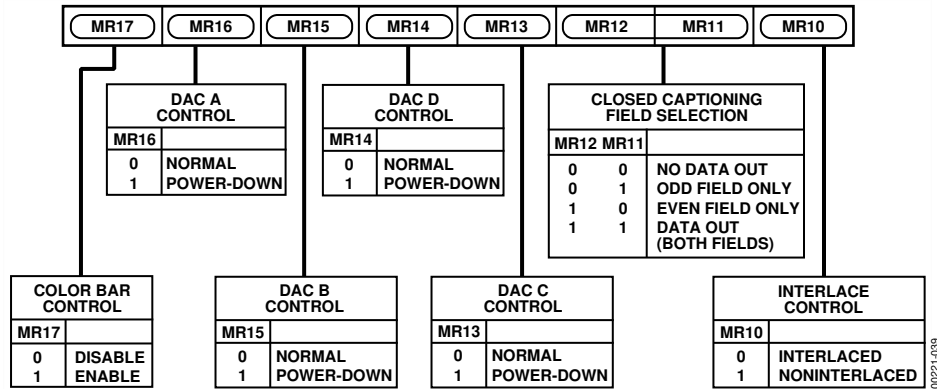 MR17 MR16 MR15 MR14 MR13 MR12 MR11 MR10
DAC A
CONTROL
MR16
0 NORMAL
1 POWER-DOWN
DAC D
CONTROL
MR14
0 NORMAL
1 POWER-DOWN
CLOSED CAPTIONING
FIELD SELECTION
MR12 MR11
0 0 NO DATA OUT
0 1 ODD FIELD ONLY
1 0 EVEN FIELD ONLY
1 1 DATA OUT
(BOTH FIELDS)
COLOR BAR
CONTROL
MR17
0 DISABLE
1 ENABLE
DAC B
CONTROL
MR15
0 NORMAL
1 POWER-DOWN
DAC C
CONTROL
MR13
0 NORMAL
1 POWER-DOWN
INTERLACE
CONTROL
MR10
0 INTERLACED
1 NONINTERLACED
00221-039